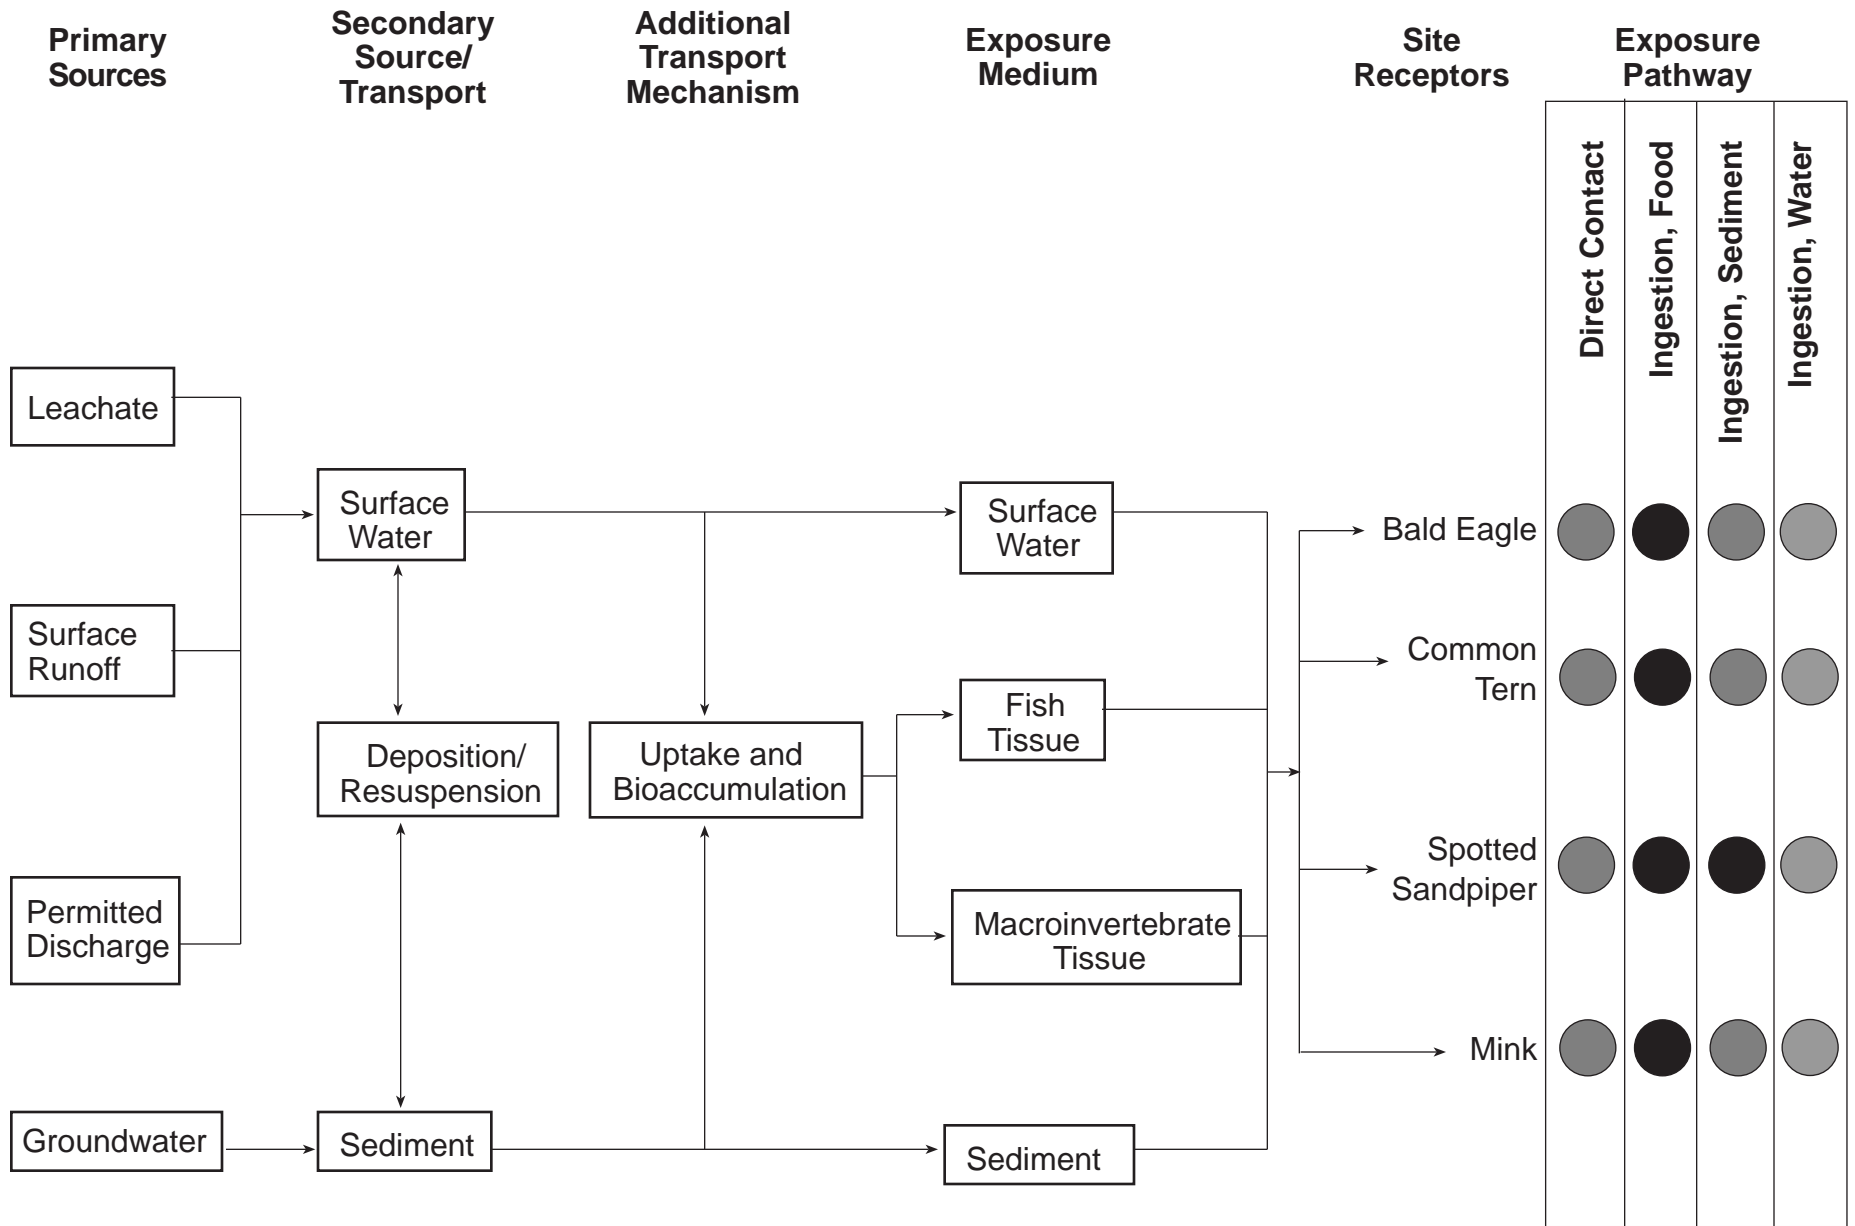 Primary
Sources
Secondary
Source/
Transport
Additional
Transport
Mechanism
Exposure
Medium
Site
Receptors
Exposure
Pathway
Direct Contact
Ingestion, Food
Ingestion, Sediment
Ingestion, Water
Leachate
Surface
Runoff
Permitted
Discharge
Groundwater
Surface
Water
Deposition/
Resuspension
Sediment
Uptake and
Bioaccumulation
Surface
Water
Fish
Tissue
Macroinvertebrate
Tissue
Sediment
Bald Eagle
Common
Tern
Spotted
Sandpiper
Mink